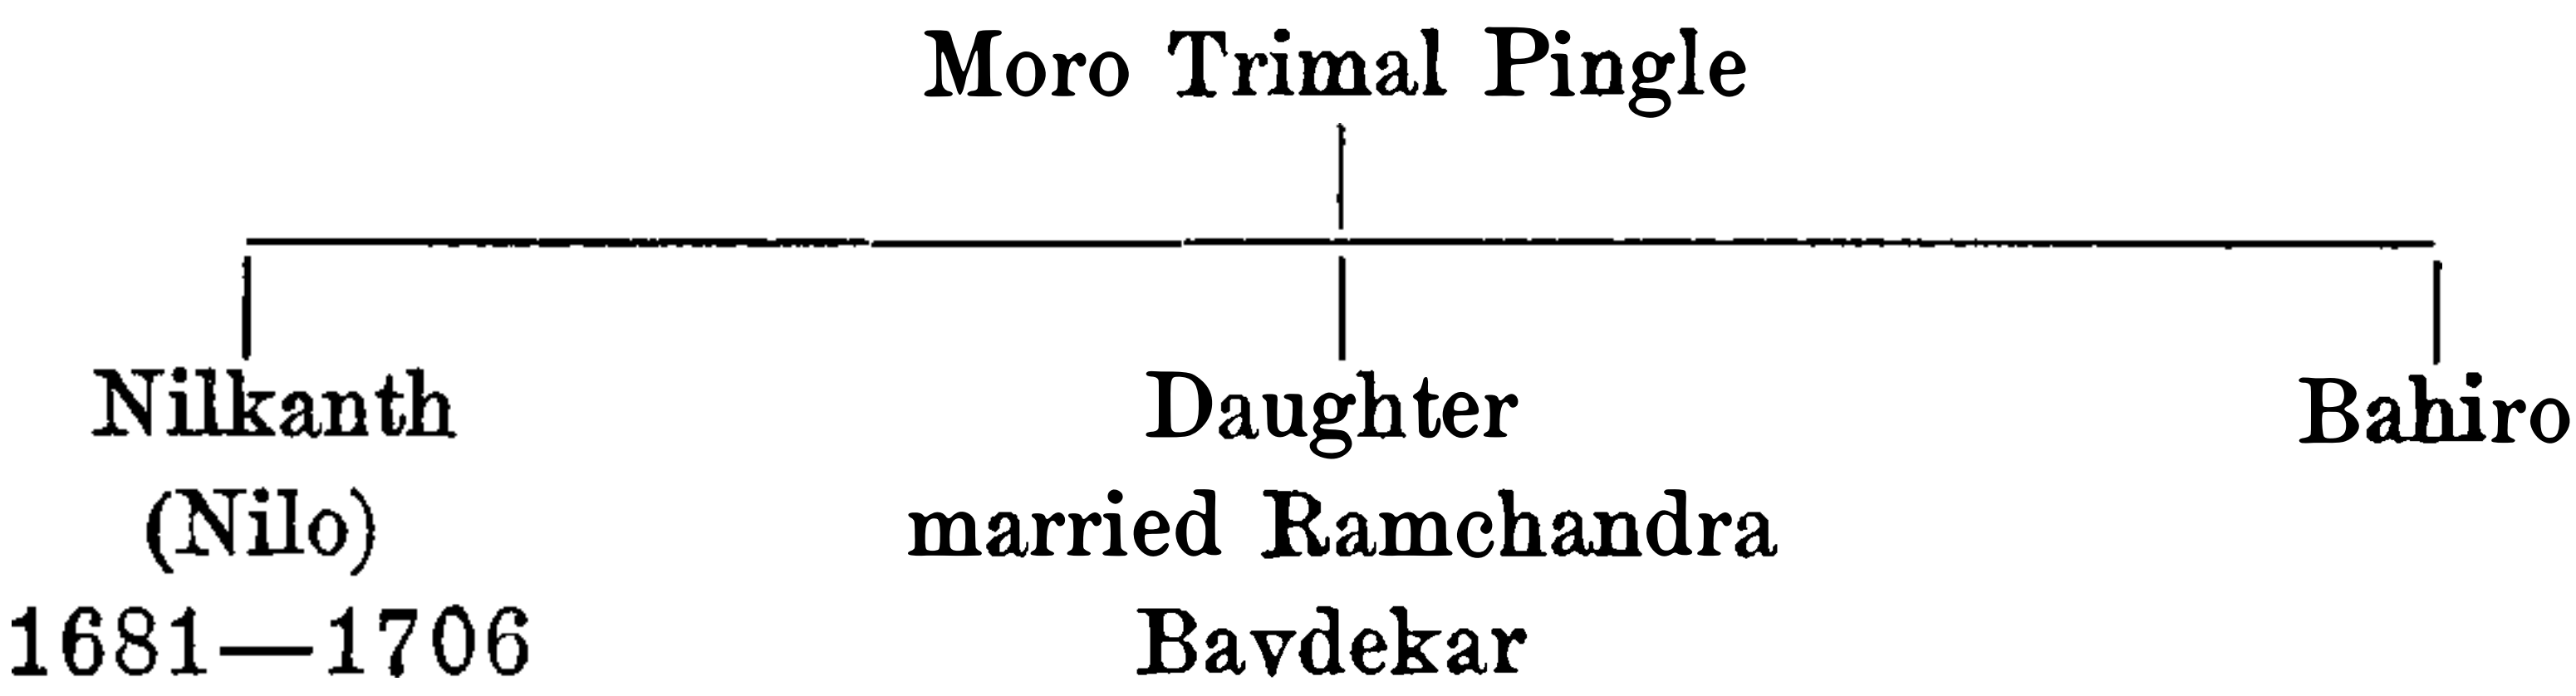 Moro Trimal Pingle
Nilkanth
(Nilo)
1681—1706
Daughter
married Ramchandra
Bavdekar
Bahiro